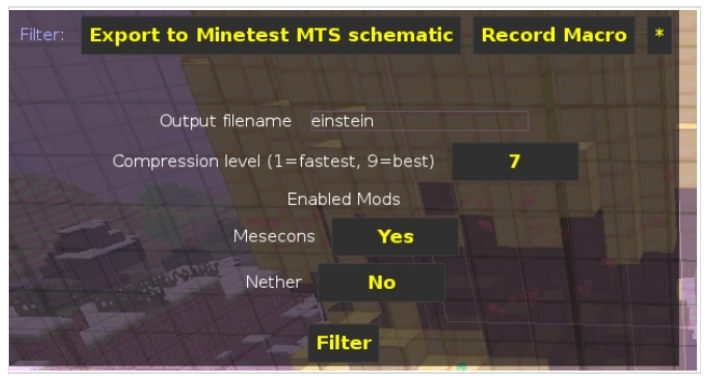 Filter: Export to Minetest MTS schematic Record Macro *
Output filename einstein
Compression level (1=fastest, 9=best) 7
Enabled Mods
Mesecons Yes
Nether No
Filter